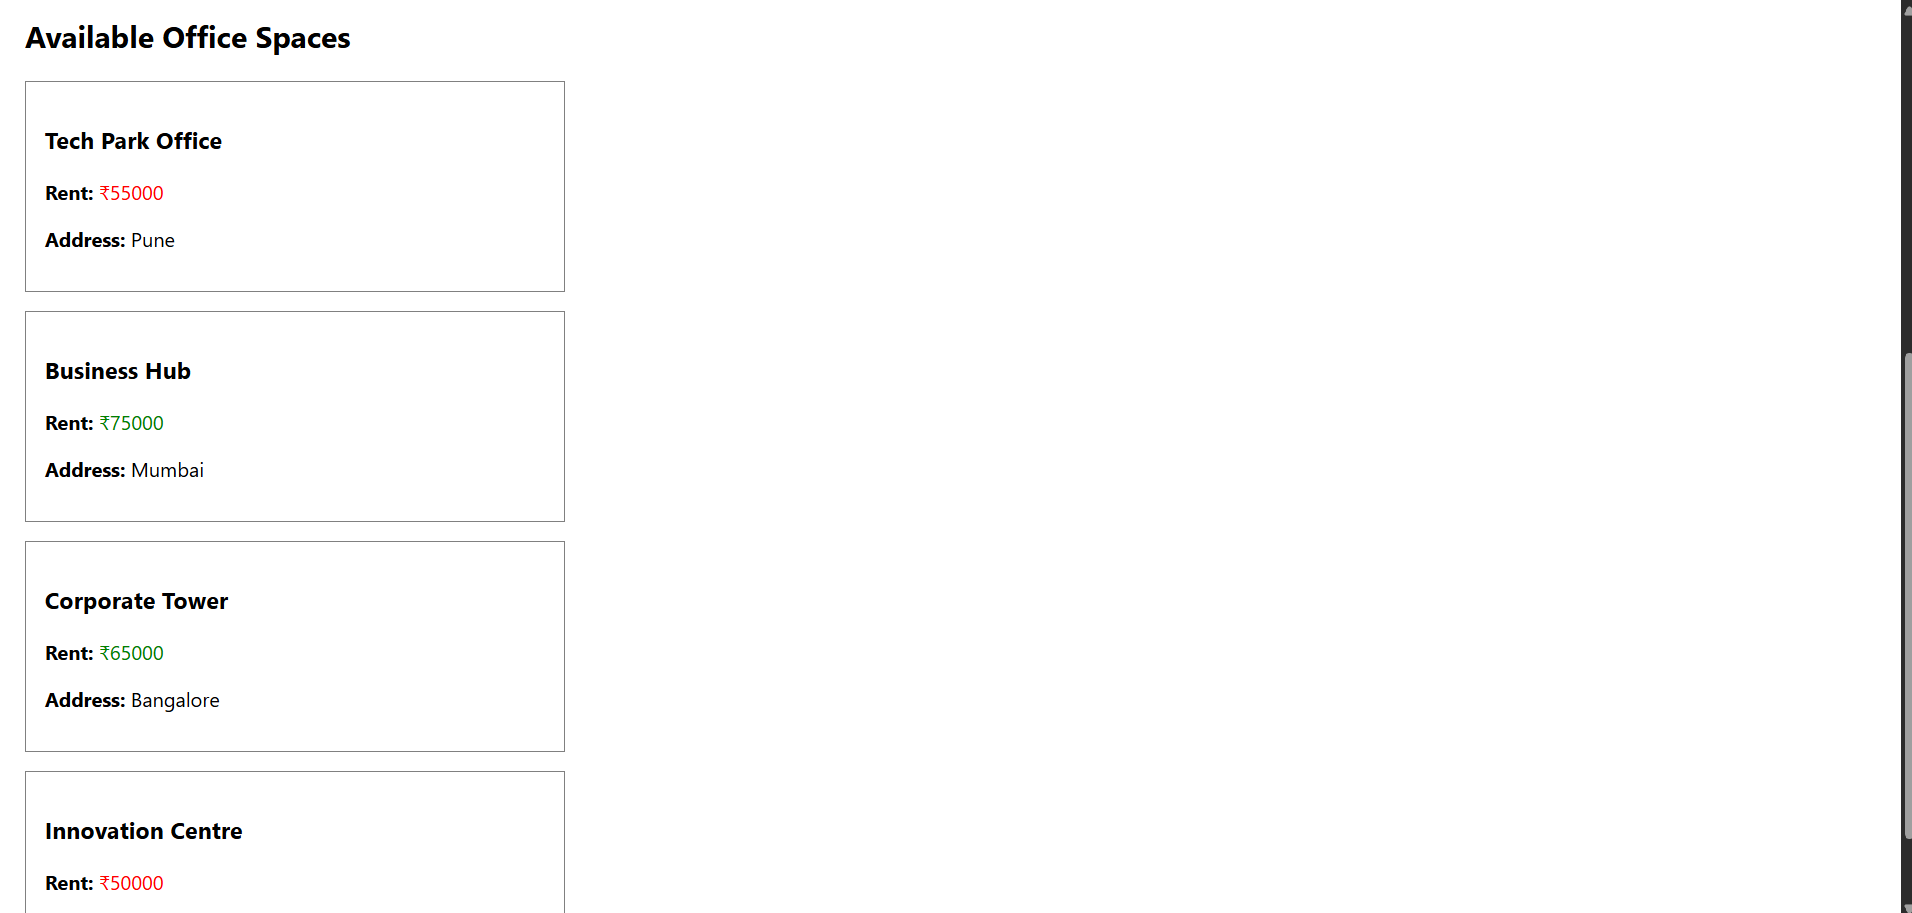 Available Office Spaces
Tech Park Office
Rent: ₹55000
Address: Pune
Business Hub
Rent: ₹75000
Address: Mumbai
Corporate Tower
Rent: ₹65000
Address: Bangalore
Innovation Centre
Rent: ₹50000